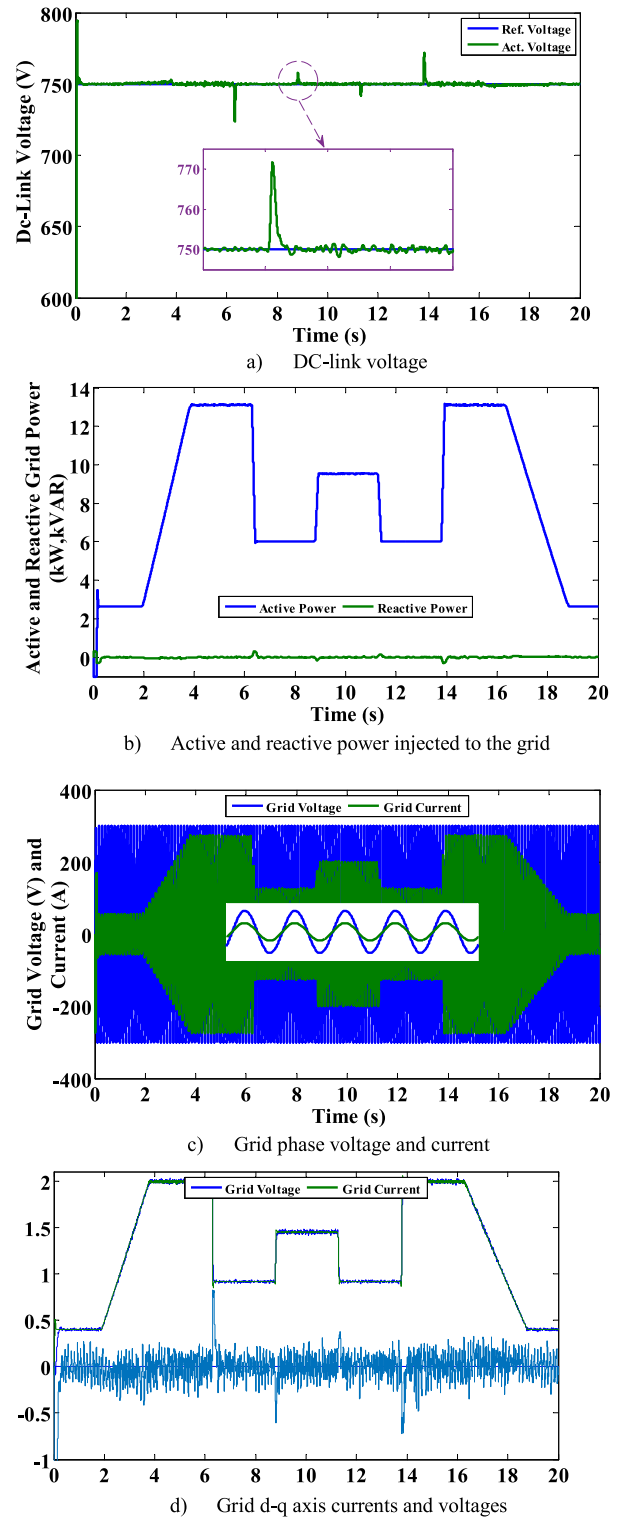 800
750
700
650
600
Dc-Link Voltage (V)
Ref. Voltage
Act. Voltage
770
760
750
0 2 4 6 8 10 12 14 16 18 20
Time (s)
a) DC-link voltage
14
12
10
8
6
4
2
0
Active and Reactive Grid Power
(kW,kVAR)
Active Power
Reactive Power
0 2 4 6 8 10 12 14 16 18 20
Time (s)
b) Active and reactive power injected to the grid
400
200
0
-200
-400
Grid Voltage (V) and
Current (A)
Grid Voltage
Grid Current
0 2 4 6 8 10 12 14 16 18 20
Time (s)
c) Grid phase voltage and current
2
1.5
1
0.5
0
-0.5
-1
Grid Voltage
Grid Current
0 2 4 6 8 10 12 14 16 18 20
d) Grid d-q axis currents and voltages